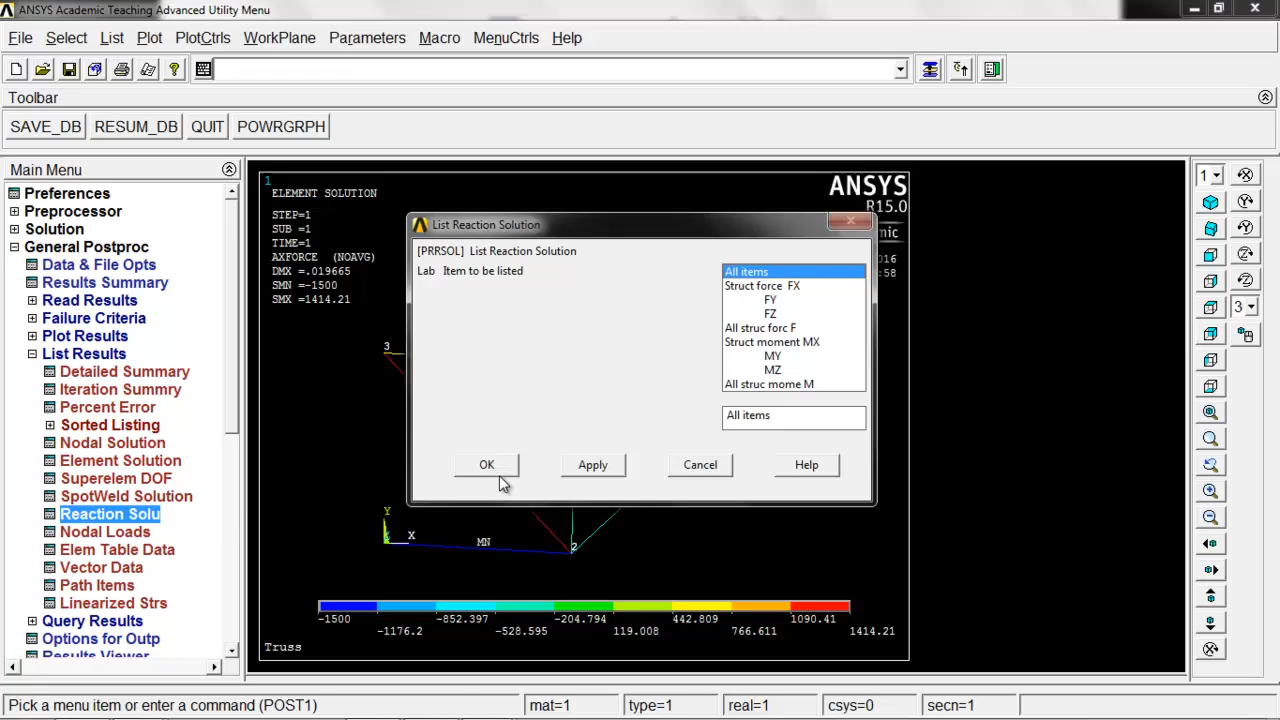 ANSYS Academic Teaching Advanced Utility Menu
File Select List Plot PlotCtrls WorkPlane Parameters Macro MenuCtrls Help
Toolbar
SAVE_DB RESUM_DB QUIT POWRGRPH
Main Menu
Preferences
Preprocessor
Solution
General Postproc
Data & File Opts
Results Summary
Read Results
Failure Criteria
Plot Results
List Results
Detailed Summary
Iteration Summry
Percent Error
Sorted Listing
Nodal Solution
Element Solution
Superelem DOF
SpotWeld Solution
Reaction Solu
Nodal Loads
Elem Table Data
Vector Data
Path Items
Linearized Strs
Query Results
Options for Outp
Results Viewer
1
ELEMENT SOLUTION
STEP=1
SUB =1
TIME=1
AXFORCE (NOAVG)
DMX =.019665
SMN =-1500
SMX =1414.21
ANSYS
R15.0
mic
016
:58
List Reaction Solution
[PRRSOL] List Reaction Solution
Lab Item to be listed
All items
Struct force FX
FY
FZ
All struc forc F
Struct moment MX
MY
MZ
All struc mome M
All items
OK Apply Cancel Help
3
Y
X
MN
2
-1500 -852.397 -204.794 442.809 1090.41
-1176.2 -528.595 119.008 766.611 1414.21
Truss
1
3
Pick a menu item or enter a command (POST1) mat=1 type=1 real=1 csys=0 secn=1